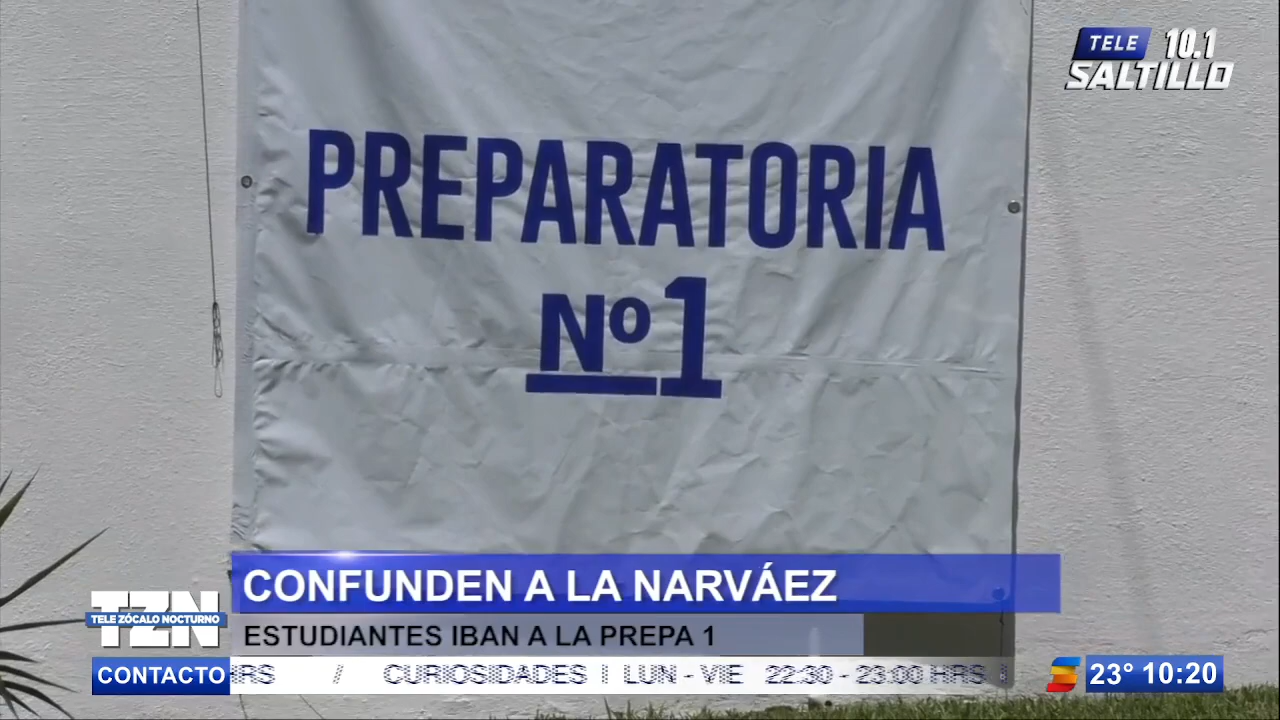 TELE 10.1
SALTILLO
PREPARATORIA
Nº1
CONFUNDEN A LA NARVÁEZ
TZN
TELE ZÓCALO NOCTURNO
ESTUDIANTES IBAN A LA PREPA 1
CONTACTO
RS / CURIOSIDADES | LUN - VIE 22:30 - 23:00 HRS
23° 10:20